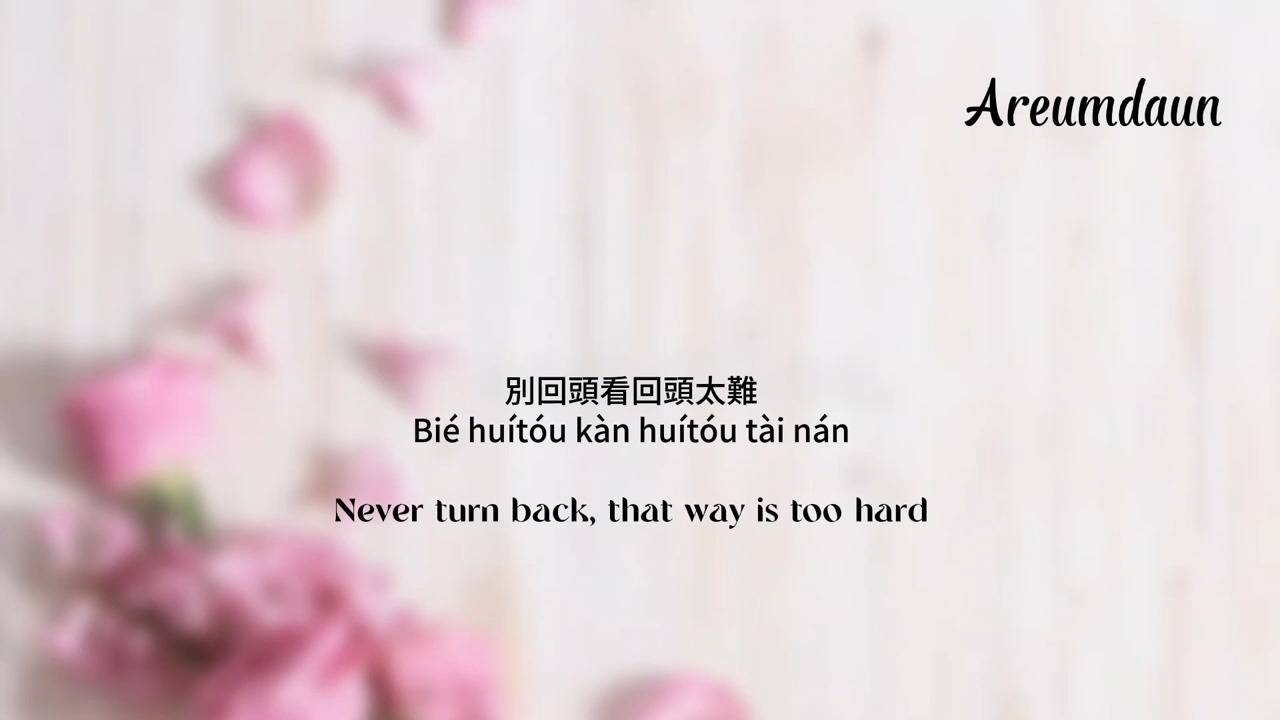 Areumdaun
別回頭看回頭太難
Bié huítóu kàn huítóu tài nán
Never turn back, that way is too hard